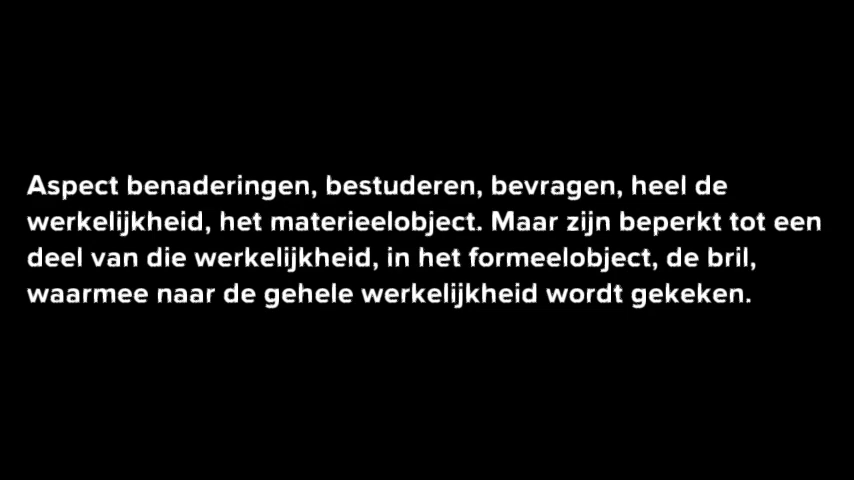 Aspect benaderingen, bestuderen, bevragen, heel de
werkelijkheid, het materieelobject. Maar zijn beperkt tot een
deel van die werkelijkheid, in het formeelobject, de bril,
waarmee naar de gehele werkelijkheid wordt gekeken.